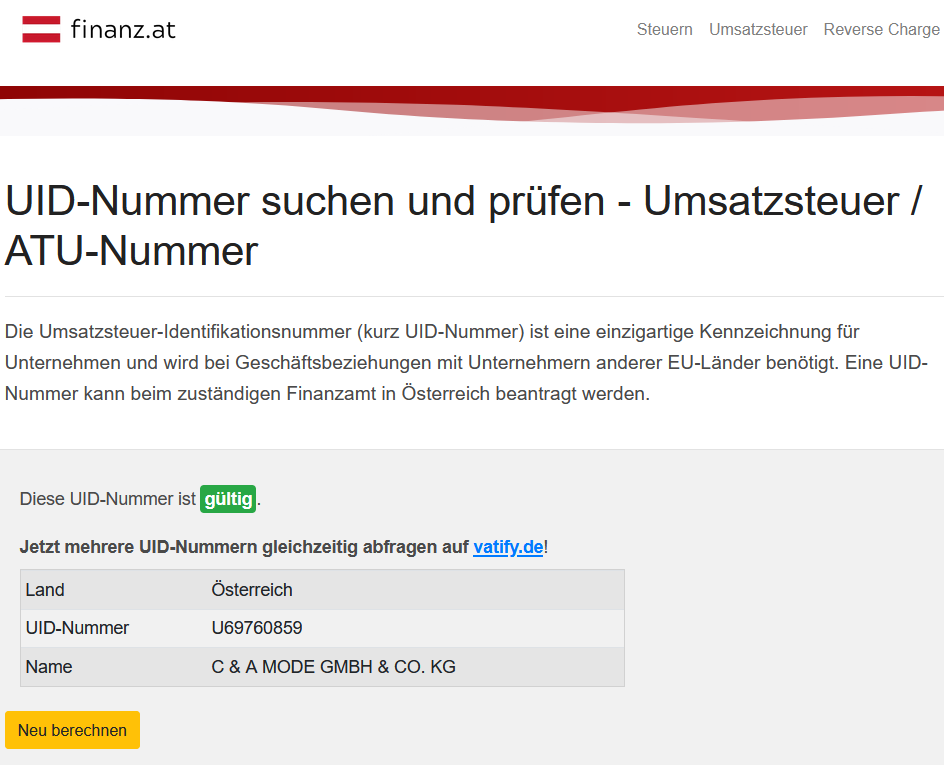 finanz.at
Steuern Umsatzsteuer Reverse Charge
UID-Nummer suchen und prüfen - Umsatzsteuer /
ATU-Nummer
Die Umsatzsteuer-Identifikationsnummer (kurz UID-Nummer) ist eine einzigartige Kennzeichnung für
Unternehmen und wird bei Geschäftsbeziehungen mit Unternehmern anderer EU-Länder benötigt. Eine UID-
Nummer kann beim zuständigen Finanzamt in Österreich beantragt werden.
Diese UID-Nummer ist gültig.
Jetzt mehrere UID-Nummern gleichzeitig abfragen auf vatify.de!
Land Österreich
UID-Nummer U69760859
Name C & A MODE GMBH & CO. KG
Neu berechnen